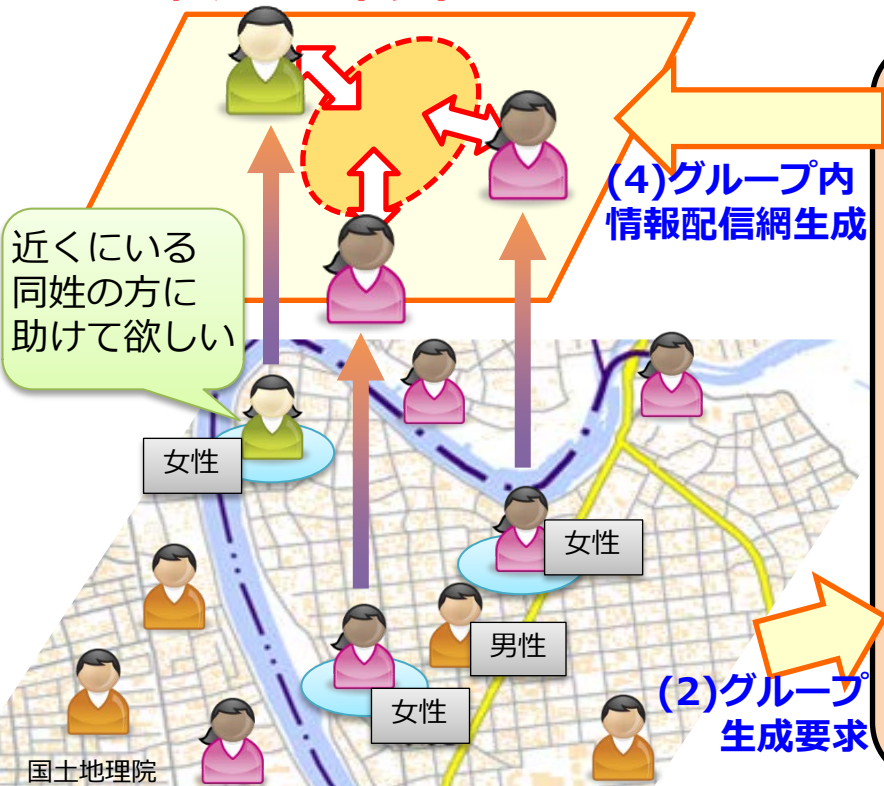 (4)グループ内
情報配信網生成
近くにいる
同姓の方に
助けて欲しい
女性
女性
男性
女性
(2)グループ
生成要求
国土地理院